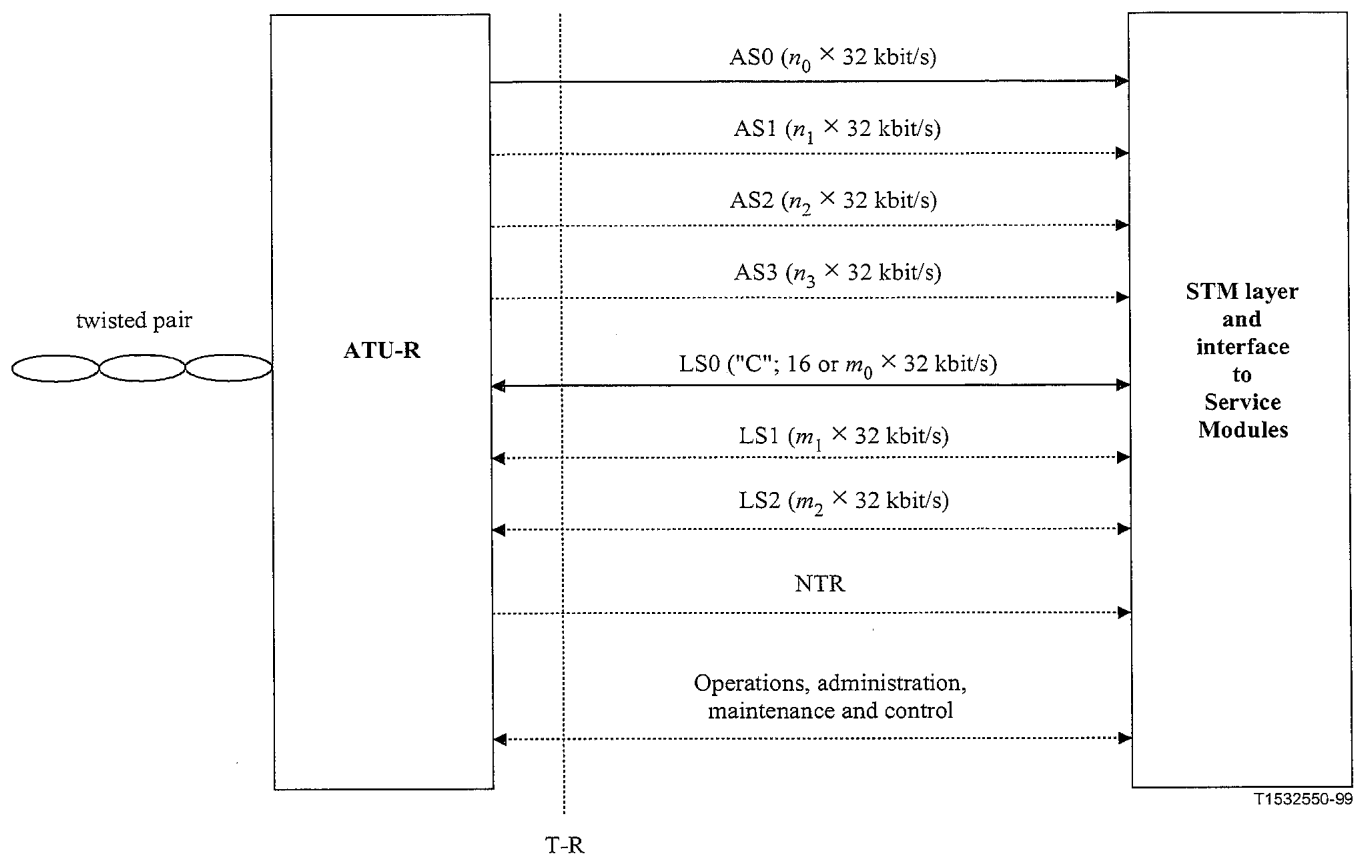 AS0 (n0 × 32 kbit/s)
AS1 (n1 × 32 kbit/s)
AS2 (n2 × 32 kbit/s)
AS3 (n3 × 32 kbit/s)
twisted pair
ATU-R
LS0 ("C"; 16 or m0 × 32 kbit/s)
LS1 (m1 × 32 kbit/s)
LS2 (m2 × 32 kbit/s)
NTR
Operations, administration,
maintenance and control
STM layer
and
interface
to
Service
Modules
T1532550-99
T-R